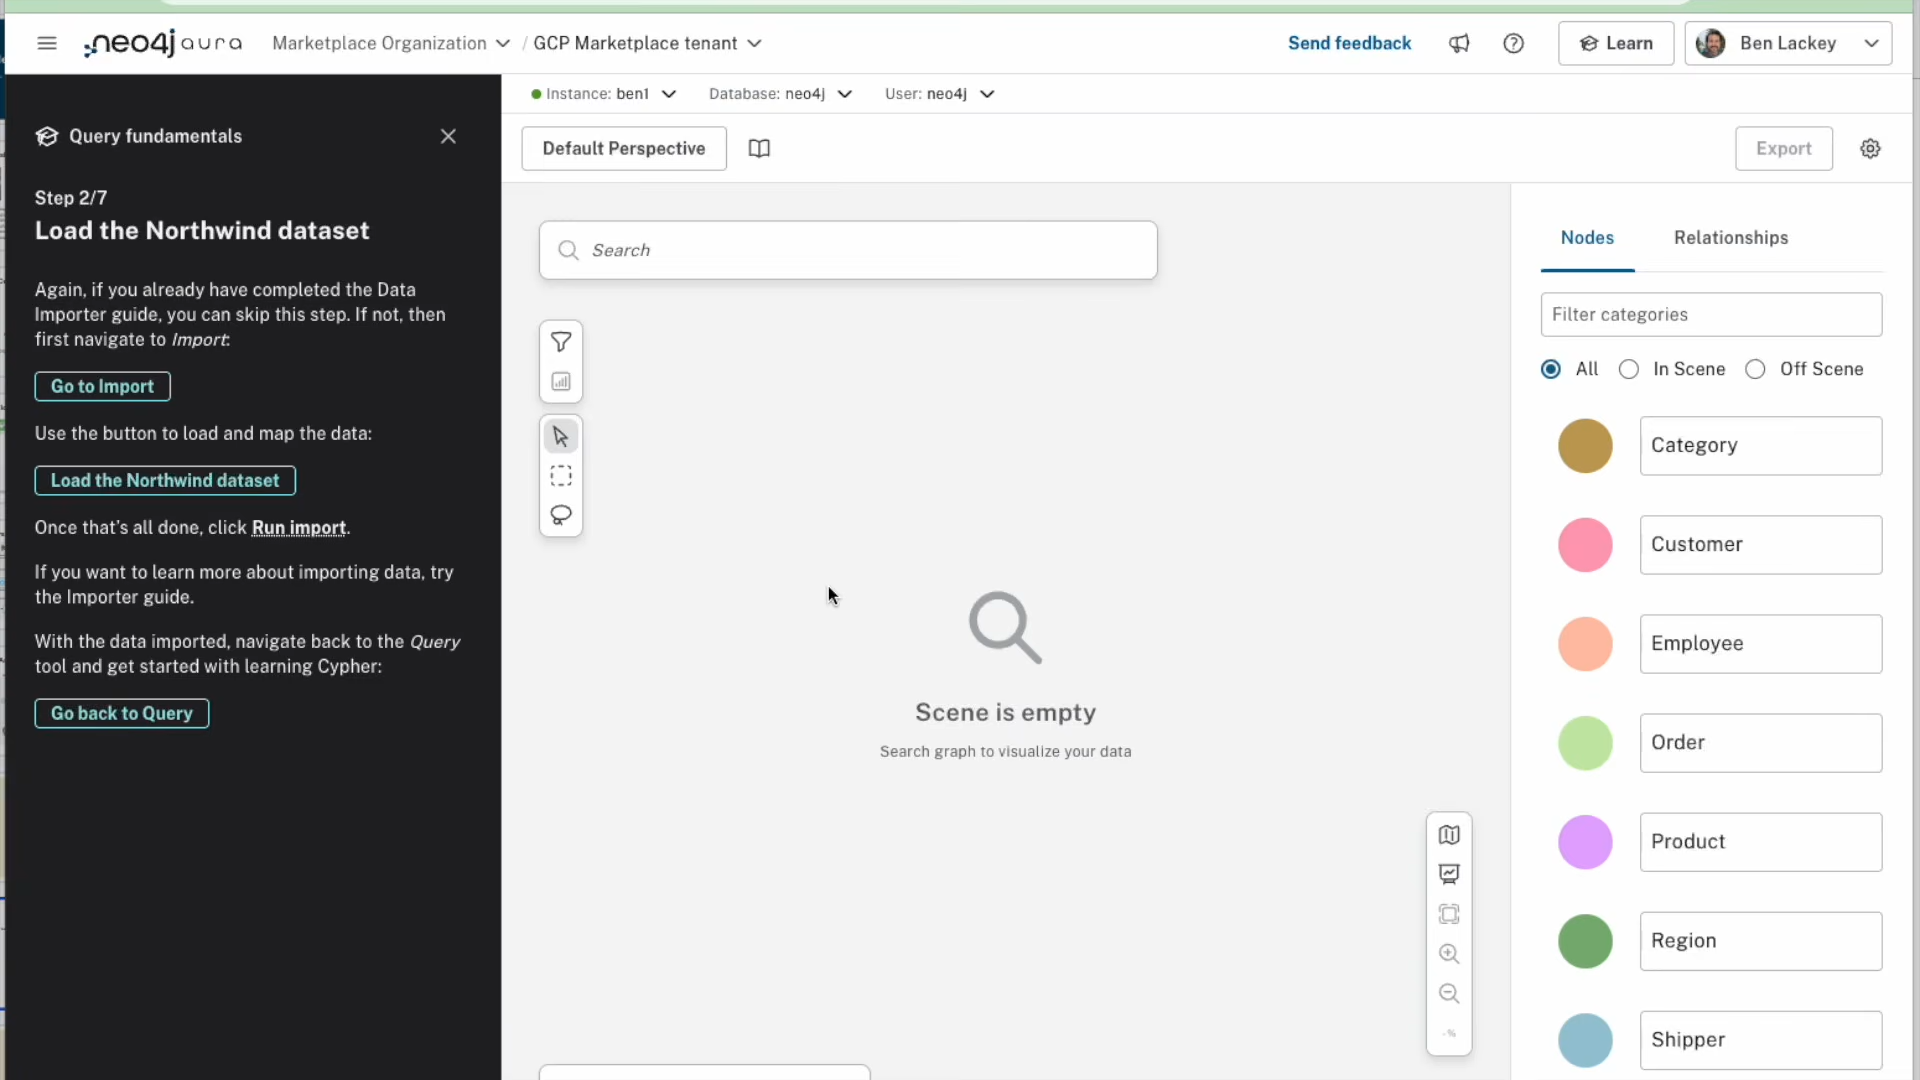 neo4j aura
Marketplace Organization / GCP Marketplace tenant
Send feedback
Learn
Ben Lackey
Instance: ben1
Database: neo4j
User: neo4j
Query fundamentals
Default Perspective
Export
Step 2/7
Load the Northwind dataset
Again, if you already have completed the Data
Importer guide, you can skip this step. If not, then
first navigate to Import:
Go to Import
Use the button to load and map the data:
Load the Northwind dataset
Once that's all done, click Run import.
If you want to learn more about importing data, try
the Importer guide.
With the data imported, navigate back to the Query
tool and get started with learning Cypher:
Go back to Query
Search
Scene is empty
Search graph to visualize your data
- %
Nodes
Relationships
Filter categories
All
In Scene
Off Scene
Category
Customer
Employee
Order
Product
Region
Shipper